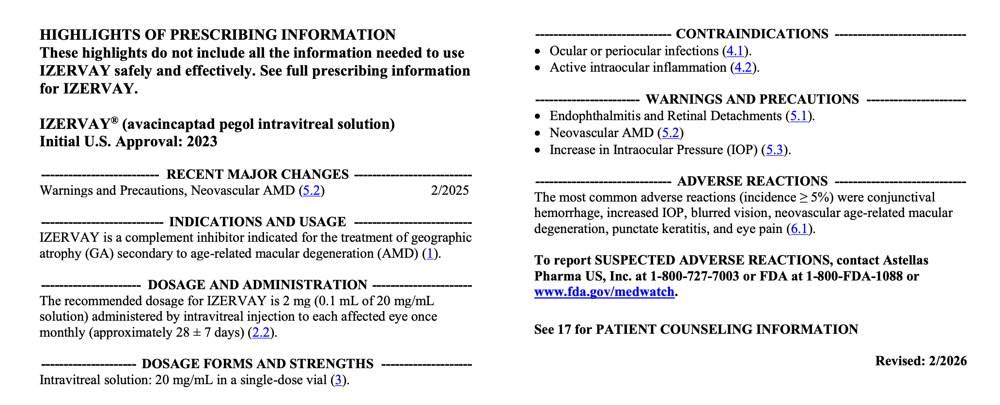 HIGHLIGHTS OF PRESCRIBING INFORMATION
These highlights do not include all the information needed to use
IZERVAY safely and effectively. See full prescribing information
for IZERVAY.
IZERVAY® (avacincaptad pegol intravitreal solution)
Initial U.S. Approval: 2023
-------------------------- RECENT MAJOR CHANGES --------------------------
Warnings and Precautions, Neovascular AMD (5.2) 2/2025
--------------------------- INDICATIONS AND USAGE --------------------------
IZERVAY is a complement inhibitor indicated for the treatment of geographic
atrophy (GA) secondary to age-related macular degeneration (AMD) (1).
---------------------- DOSAGE AND ADMINISTRATION ----------------------
The recommended dosage for IZERVAY is 2 mg (0.1 mL of 20 mg/mL
solution) administered by intravitreal injection to each affected eye once
monthly (approximately 28 ± 7 days) (2.2).
--------------------- DOSAGE FORMS AND STRENGTHS --------------------
Intravitreal solution: 20 mg/mL in a single-dose vial (3).
------------------------------ CONTRAINDICATIONS -----------------------------
• Ocular or periocular infections (4.1).
• Active intraocular inflammation (4.2).
----------------------- WARNINGS AND PRECAUTIONS ----------------------
• Endophthalmitis and Retinal Detachments (5.1).
• Neovascular AMD (5.2)
• Increase in Intraocular Pressure (IOP) (5.3).
------------------------------ ADVERSE REACTIONS -----------------------------
The most common adverse reactions (incidence ≥ 5%) were conjunctival
hemorrhage, increased IOP, blurred vision, neovascular age-related macular
degeneration, punctate keratitis, and eye pain (6.1).
To report SUSPECTED ADVERSE REACTIONS, contact Astellas
Pharma US, Inc. at 1-800-727-7003 or FDA at 1-800-FDA-1088 or
www.fda.gov/medwatch.
See 17 for PATIENT COUNSELING INFORMATION
Revised: 2/2026